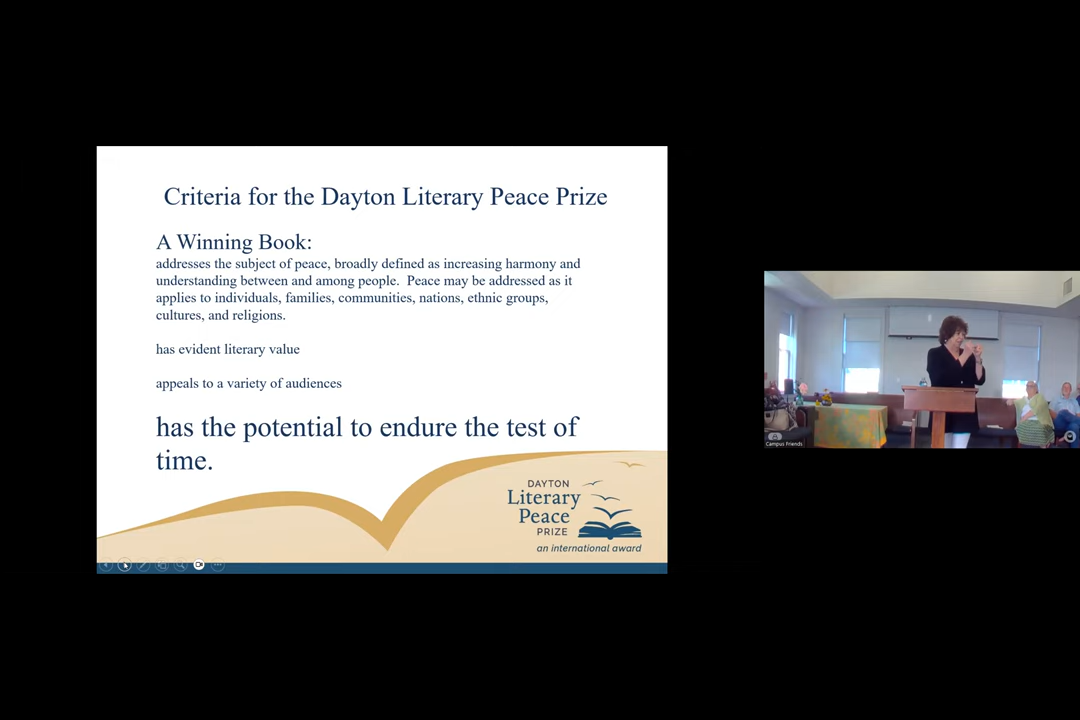 Criteria for the Dayton Literary Peace Prize
A Winning Book:
addresses the subject of peace, broadly defined as increasing harmony and
understanding between and among people. Peace may be addressed as it
applies to individuals, families, communities, nations, ethnic groups,
cultures, and religions.
has evident literary value
appeals to a variety of audiences
has the potential to endure the test of
time.
DAYTON
Literary
Peace
PRIZE
an international award
Campus Friends